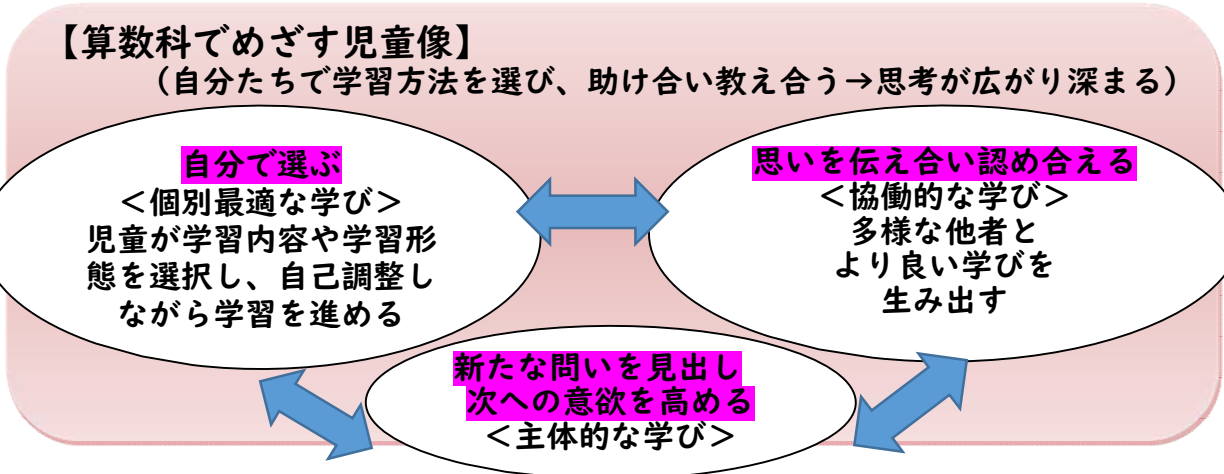 【算数科でめざす児童像】
（自分たちで学習方法を選び、助け合い教え合う→思考が広がり深まる）
自分で選ぶ
＜個別最適な学び＞
児童が学習内容や学習形
態を選択し、自己調整し
ながら学習を進める
思いを伝え合い認め合える
＜協働的な学び＞
多様な他者と
より良い学びを
生み出す
新たな問いを見出し
次への意欲を高める
＜主体的な学び＞